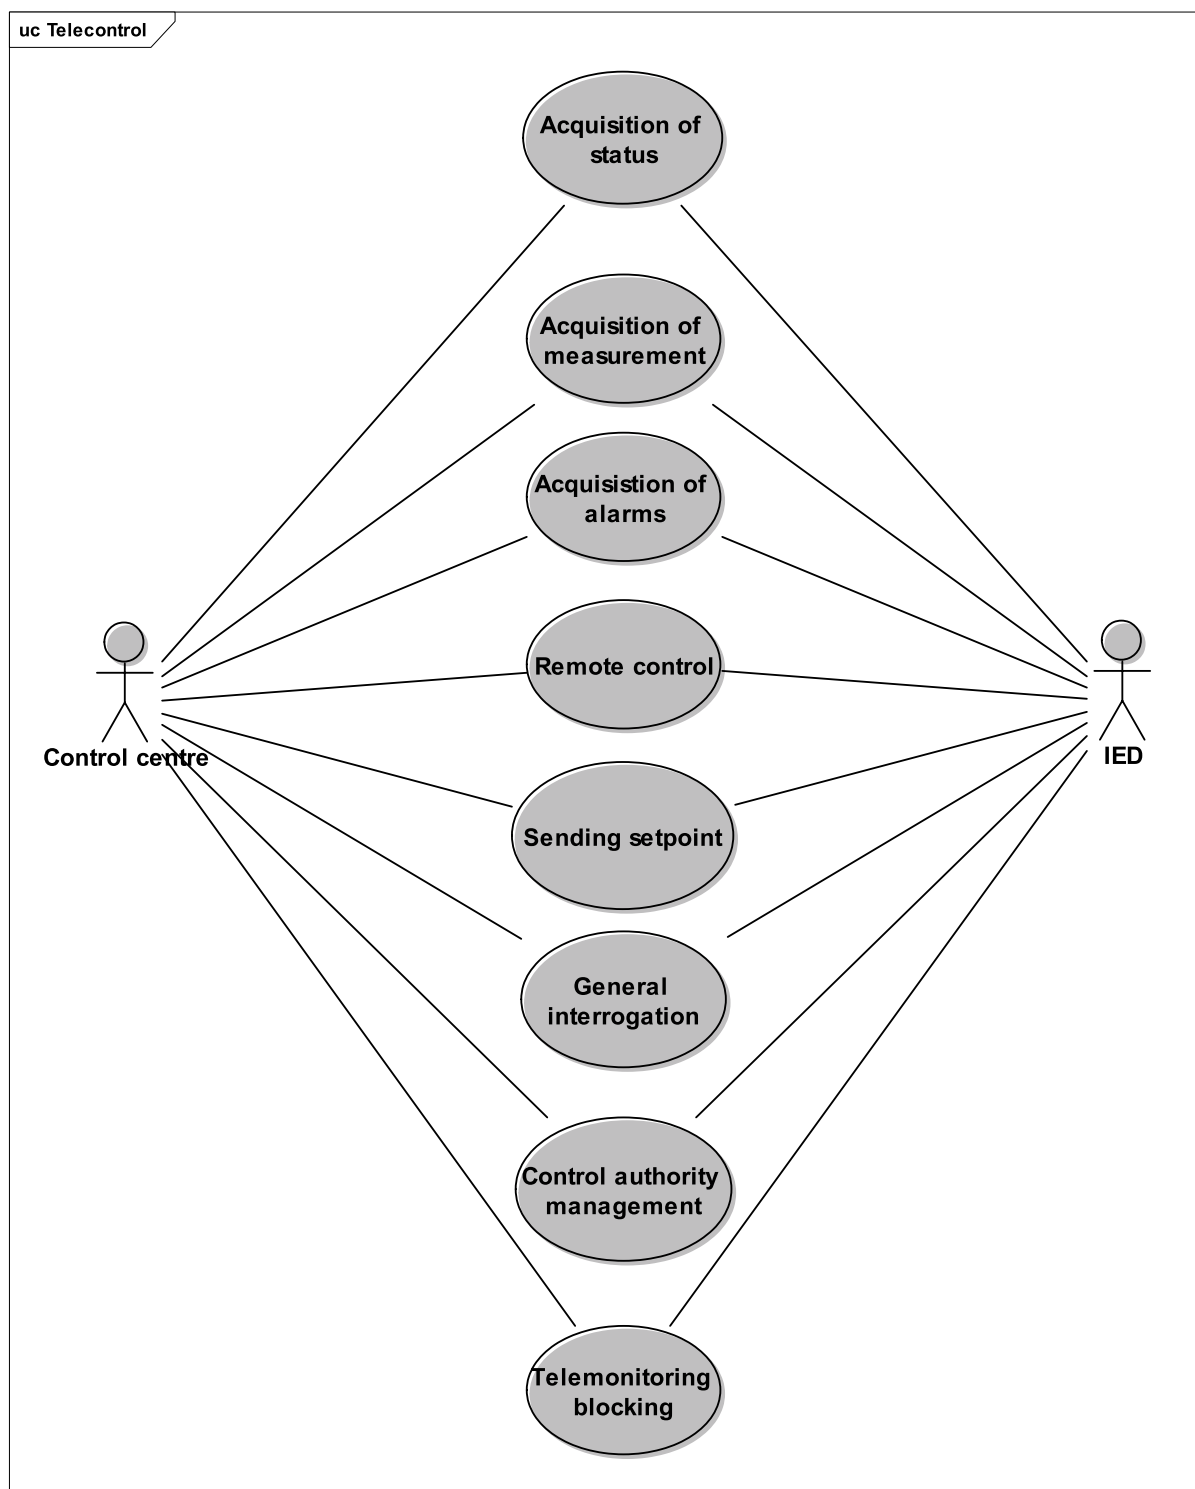 uc Telecontrol
Acquisition of
status
Acquisition of
measurement
Acquisistion of
alarms
Remote control
Control centre
IED
Sending setpoint
General
interrogation
Control authority
management
Telemonitoring
blocking